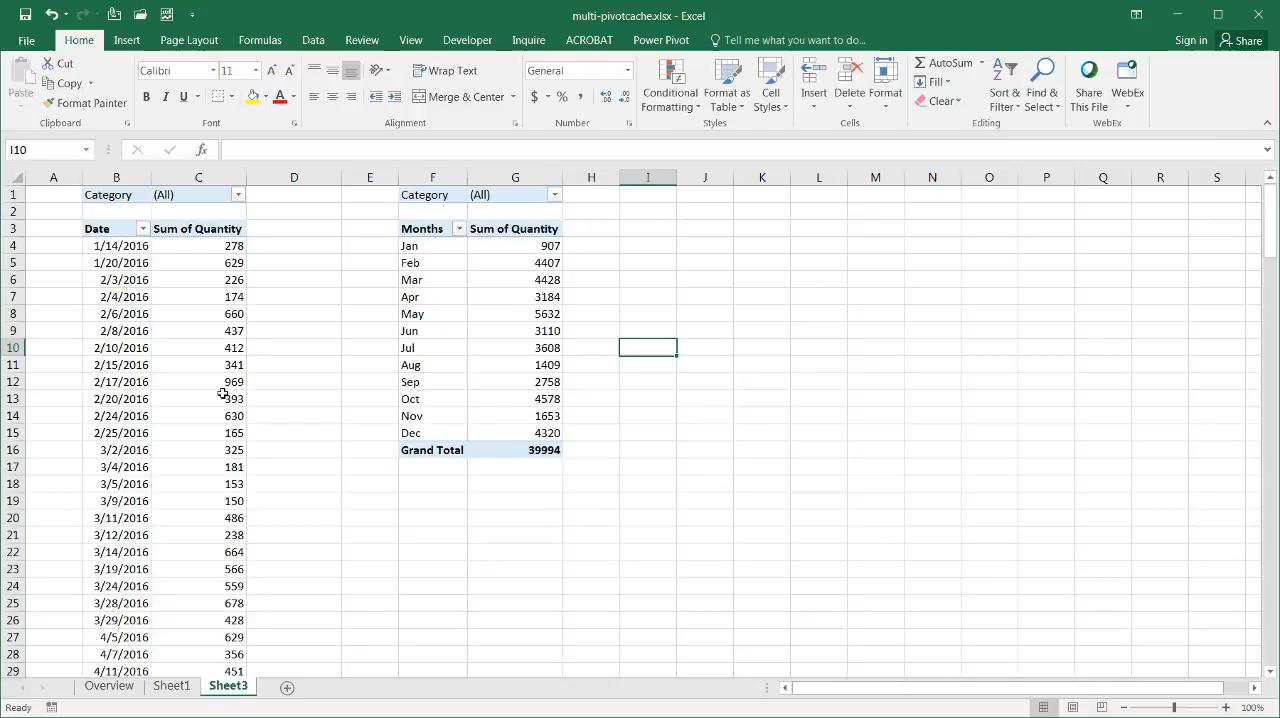 multi-pivotcache.xlsx - Excel
File Home Insert Page Layout Formulas Data Review View Developer Inquire ACROBAT Power Pivot Tell me what you want to do... Sign in Share
Paste Cut Copy Format Painter Clipboard
Calibri 11 B I U A Font
Wrap Text Merge & Center Alignment
General $ % , Number
Conditional Formatting Format as Table Cell Styles Styles
Insert Delete Format Cells
AutoSum Fill Clear Sort & Filter Find & Select Editing
Share This File WebEx WebEx
I10 fx
A B C D E F G H I J K L M N O P Q R S
1 Category (All) Category (All)
2
3 Date Sum of Quantity Months Sum of Quantity
4 1/14/2016 278 Jan 907
5 1/20/2016 629 Feb 4407
6 2/3/2016 226 Mar 4428
7 2/4/2016 174 Apr 3184
8 2/6/2016 660 May 5632
9 2/8/2016 437 Jun 3110
10 2/10/2016 412 Jul 3608
11 2/15/2016 341 Aug 1409
12 2/17/2016 969 Sep 2758
13 2/20/2016 393 Oct 4578
14 2/24/2016 630 Nov 1653
15 2/25/2016 165 Dec 4320
16 3/2/2016 325 Grand Total 39994
17 3/4/2016 181
18 3/5/2016 153
19 3/9/2016 150
20 3/11/2016 486
21 3/12/2016 238
22 3/14/2016 664
23 3/19/2016 566
24 3/24/2016 559
25 3/28/2016 678
26 3/29/2016 428
27 4/5/2016 629
28 4/7/2016 356
29 4/11/2016 451
Overview Sheet1 Sheet3
Ready 100%